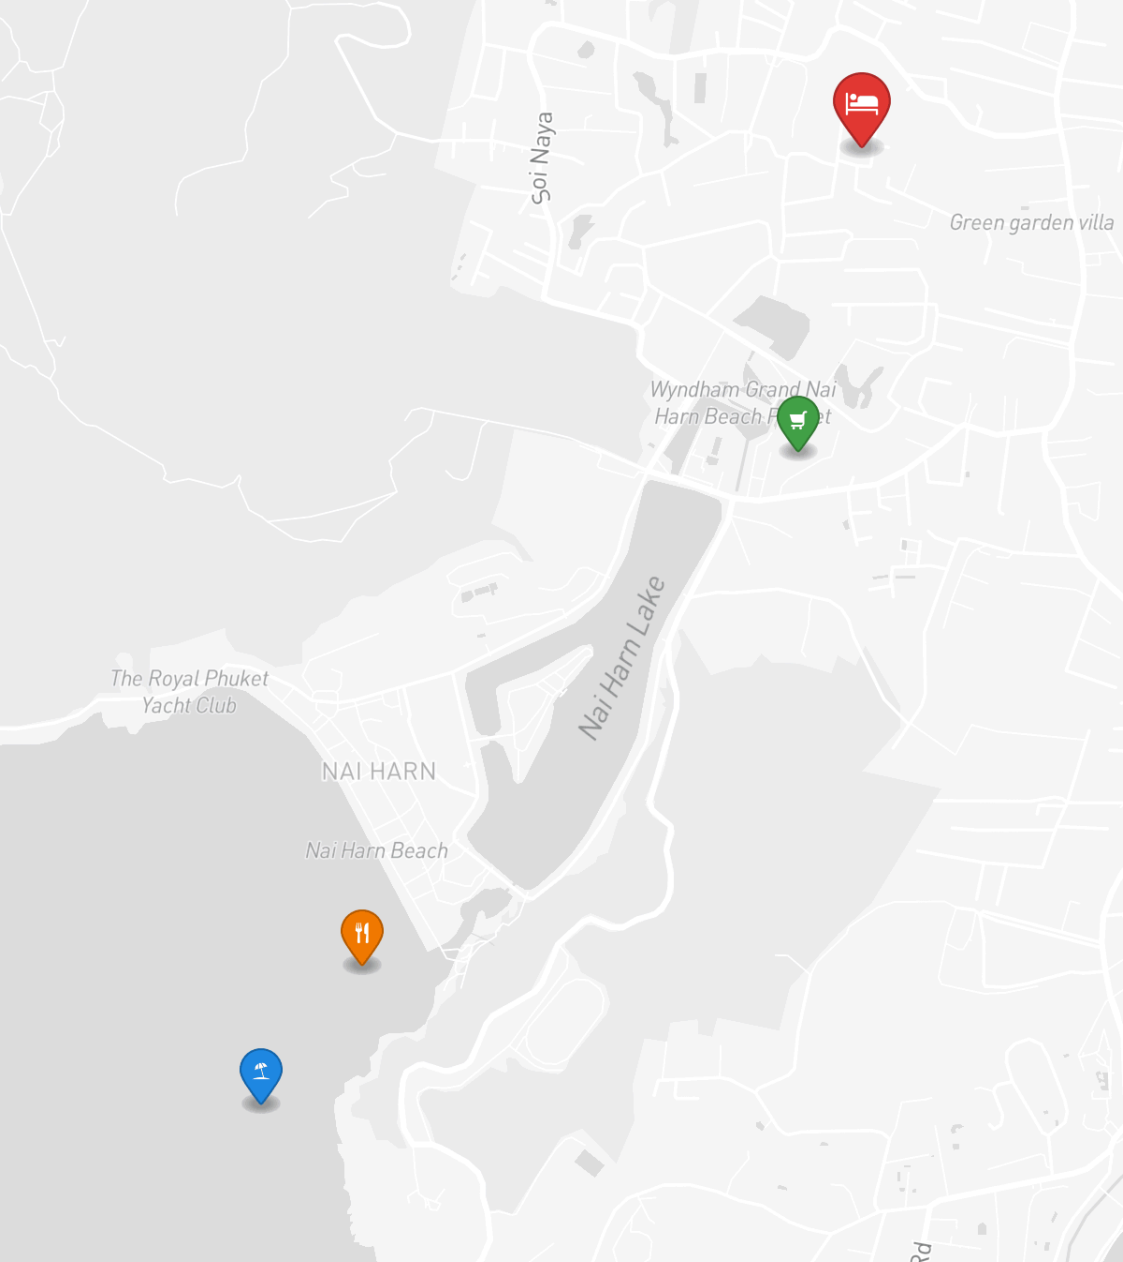 Soi Naya
Green garden villa
Wyndham Grand Nai
Harn Beach
Nai Harn Lake
The Royal Phuket
Yacht Club
NAI HARN
Nai Harn Beach
Rd